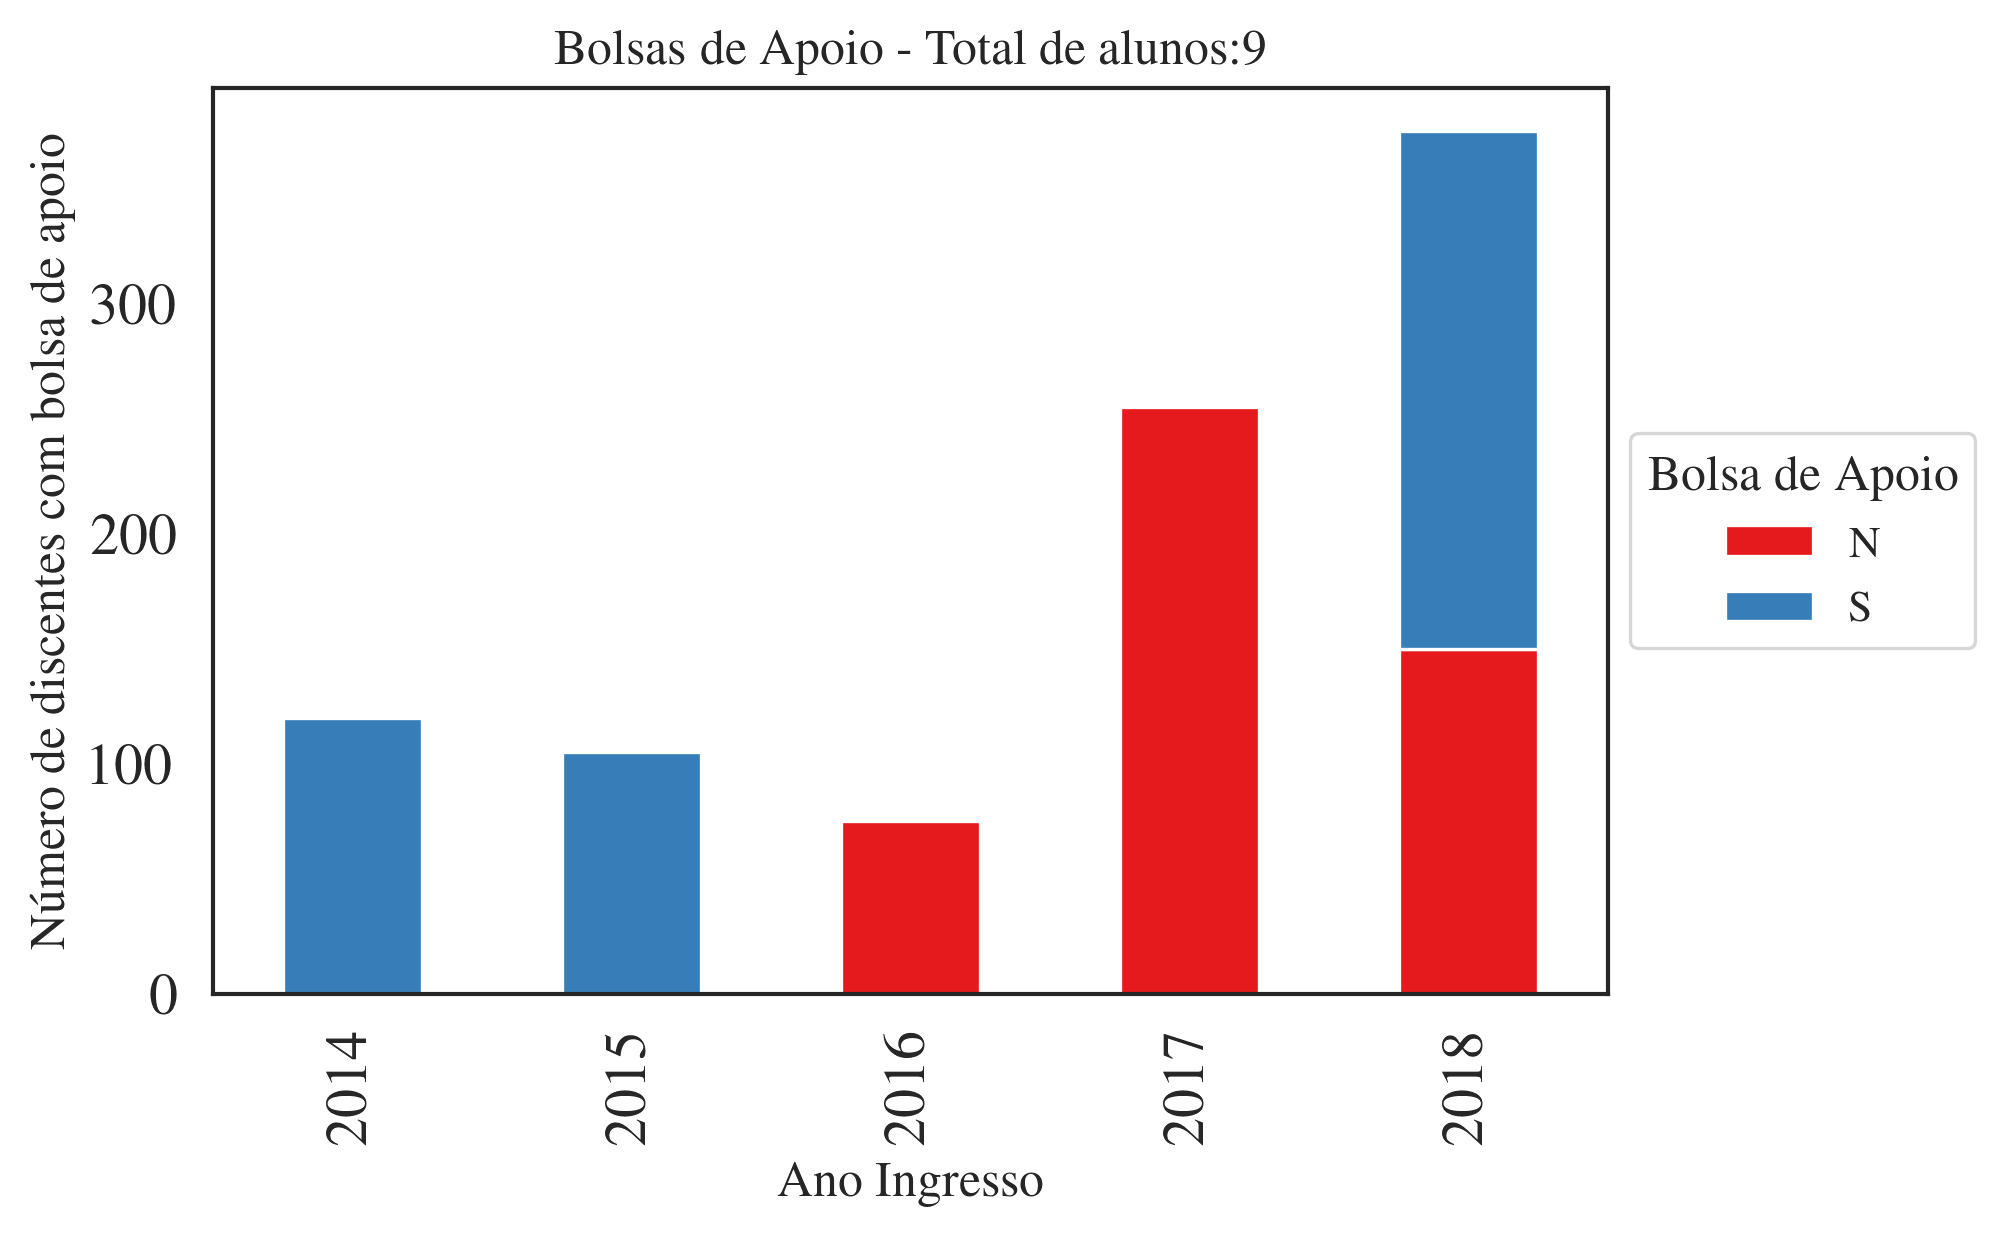 Bolsas de Apoio - Total de alunos:9
Número de discentes com bolsa de apoio
300
200
100
0
2014
2015
2016
2017
2018
Ano Ingresso
Bolsa de Apoio
N
S